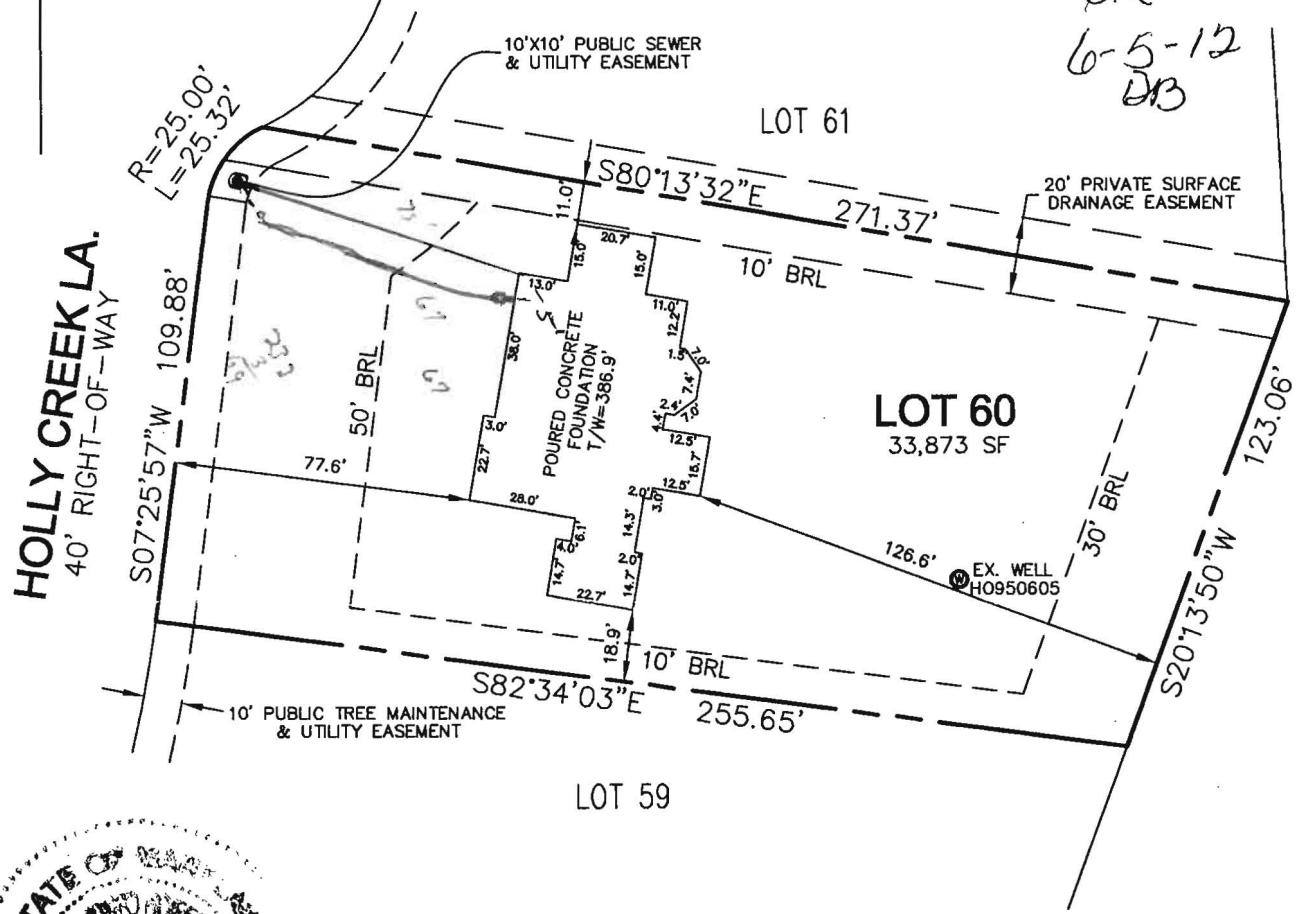 6-5-12
DB
10'X10' PUBLIC SEWER
& UTILITY EASEMENT
LOT 61
R=25.00'
L=25.32'
S80°13'32"E 271.37'
20' PRIVATE SURFACE
DRAINAGE EASEMENT
11.0'
20.7'
15.0'
15.0'
10' BRL
13.0'
11.0'
12.2'
1.5'
7.0'
7.4'
7.0'
2.4'
4.4'
12.5'
15.7'
12.5'
2.0'
3.0'
38.0'
3.0'
22.7'
28.0'
6.1'
4.0'
14.7'
22.7'
14.3'
2.0'
14.7'
POURED CONCRETE
FOUNDATION
T/W=386.9'
HOLLY CREEK LA.
40' RIGHT-OF-WAY
S07°25'57"W 109.88'
50' BRL
77.6'
LOT 60
33,873 SF
126.6'
EX. WELL
HO950605
30' BRL
123.06'
S20°13'50"W
18.9'
10' BRL
S82°34'03"E 255.65'
10' PUBLIC TREE MAINTENANCE
& UTILITY EASEMENT
LOT 59
STATE OF